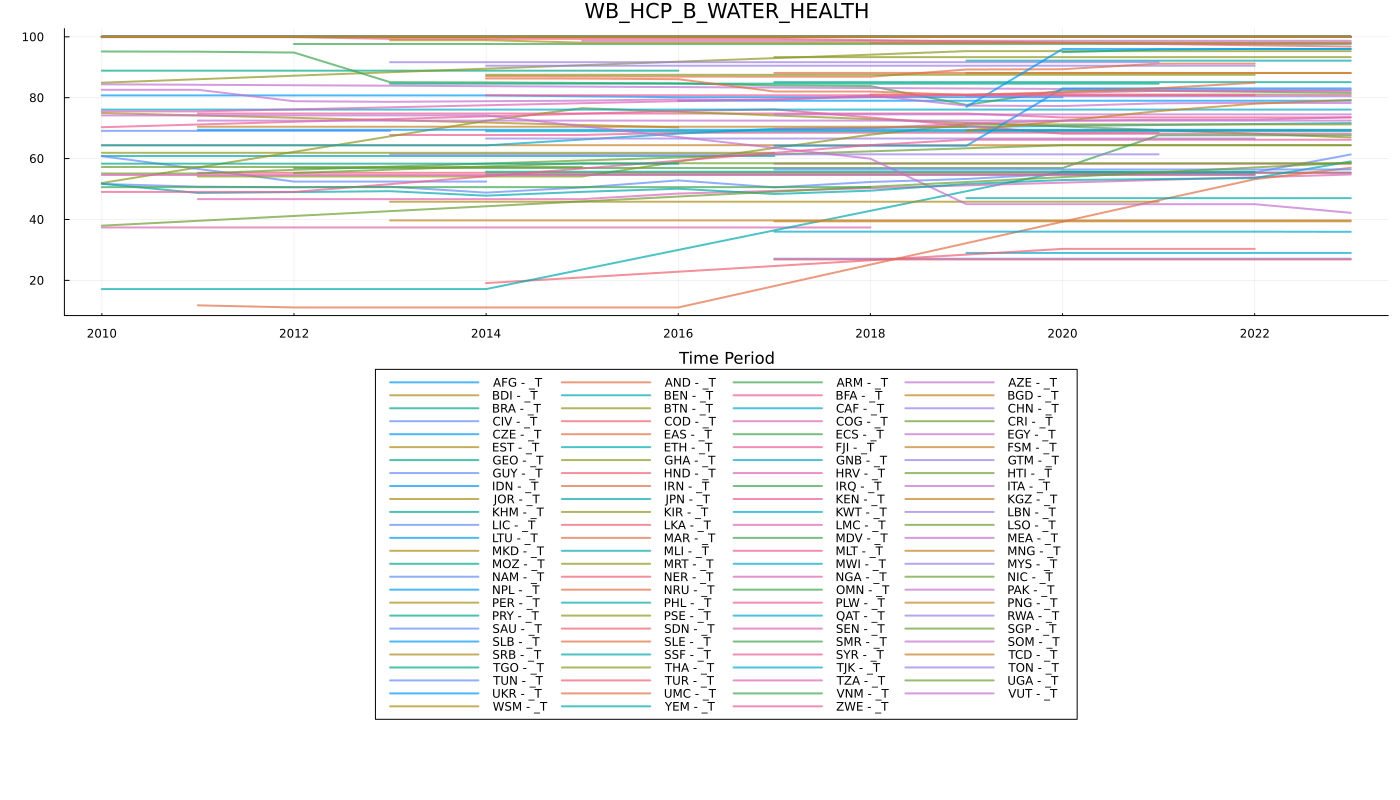 WB_HCP_B_WATER_HEALTH
100
80
60
40
20
2010 2012 2014 2016 2018 2020 2022
Time Period
AFG - _T AND - _T ARM - _T AZE - _T
BDI - _T BEN - _T BFA - _T BGD - _T
BRA - _T BTN - _T CAF - _T CHN - _T
CIV - _T COD - _T COG - _T CRI - _T
CZE - _T EAS - _T ECS - _T EGY - _T
EST - _T ETH - _T FJI - _T FSM - _T
GEO - _T GHA - _T GNB - _T GTM - _T
GUY - _T HND - _T HRV - _T HTI - _T
IDN - _T IRN - _T IRQ - _T ITA - _T
JOR - _T JPN - _T KEN - _T KGZ - _T
KHM - _T KIR - _T KWT - _T LBN - _T
LIC - _T LKA - _T LMC - _T LSO - _T
LTU - _T MAR - _T MDV - _T MEA - _T
MKD - _T MLI - _T MLT - _T MNG - _T
MOZ - _T MRT - _T MWI - _T MYS - _T
NAM - _T NER - _T NGA - _T NIC - _T
NPL - _T NRU - _T OMN - _T PAK - _T
PER - _T PHL - _T PLW - _T PNG - _T
PRY - _T PSE - _T QAT - _T RWA - _T
SAU - _T SDN - _T SEN - _T SGP - _T
SLB - _T SLE - _T SMR - _T SOM - _T
SRB - _T SSF - _T SYR - _T TCD - _T
TGO - _T THA - _T TJK - _T TON - _T
TUN - _T TUR - _T TZA - _T UGA - _T
UKR - _T UMC - _T VNM - _T VUT - _T
WSM - _T YEM - _T ZWE - _T